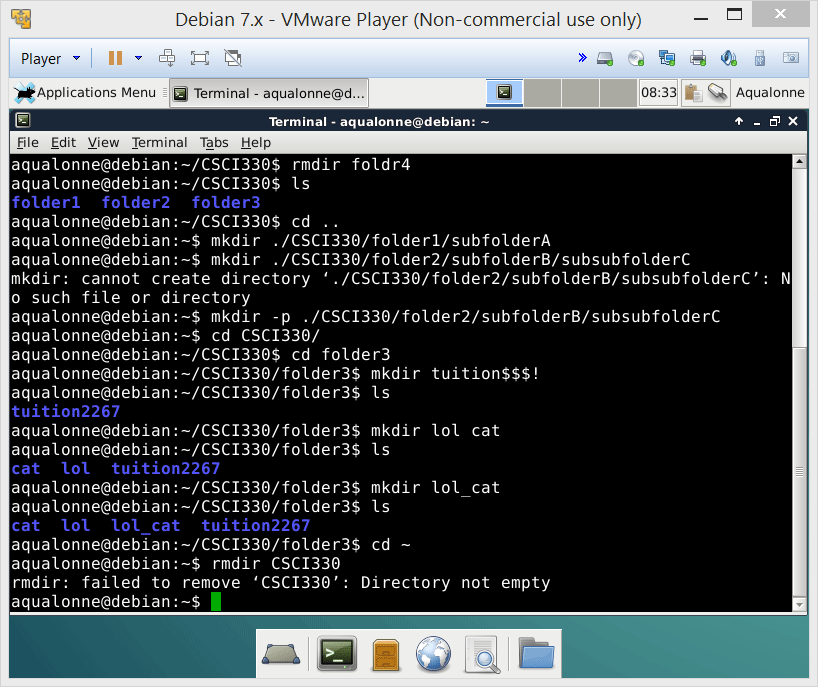 Debian 7.x - VMware Player (Non-commercial use only)
Player
Applications Menu
Terminal - aqualonne@d...
08:33
Aqualonne
Terminal - aqualonne@debian: ~
File Edit View Terminal Tabs Help
aqualonne@debian:~/CSCI330$ rmdir foldr4
aqualonne@debian:~/CSCI330$ ls
folder1 folder2 folder3
aqualonne@debian:~/CSCI330$ cd ..
aqualonne@debian:~$ mkdir ./CSCI330/folder1/subfolderA
aqualonne@debian:~$ mkdir ./CSCI330/folder2/subfolderB/subsubfolderC
mkdir: cannot create directory ‘./CSCI330/folder2/subfolderB/subsubfolderC’: N
o such file or directory
aqualonne@debian:~$ mkdir -p ./CSCI330/folder2/subfolderB/subsubfolderC
aqualonne@debian:~$ cd CSCI330/
aqualonne@debian:~/CSCI330$ cd folder3
aqualonne@debian:~/CSCI330/folder3$ mkdir tuition$$$!
aqualonne@debian:~/CSCI330/folder3$ ls
tuition2267
aqualonne@debian:~/CSCI330/folder3$ mkdir lol cat
aqualonne@debian:~/CSCI330/folder3$ ls
cat lol tuition2267
aqualonne@debian:~/CSCI330/folder3$ mkdir lol_cat
aqualonne@debian:~/CSCI330/folder3$ ls
cat lol lol_cat tuition2267
aqualonne@debian:~/CSCI330/folder3$ cd ~
aqualonne@debian:~$ rmdir CSCI330
rmdir: failed to remove ‘CSCI330’: Directory not empty
aqualonne@debian:~$